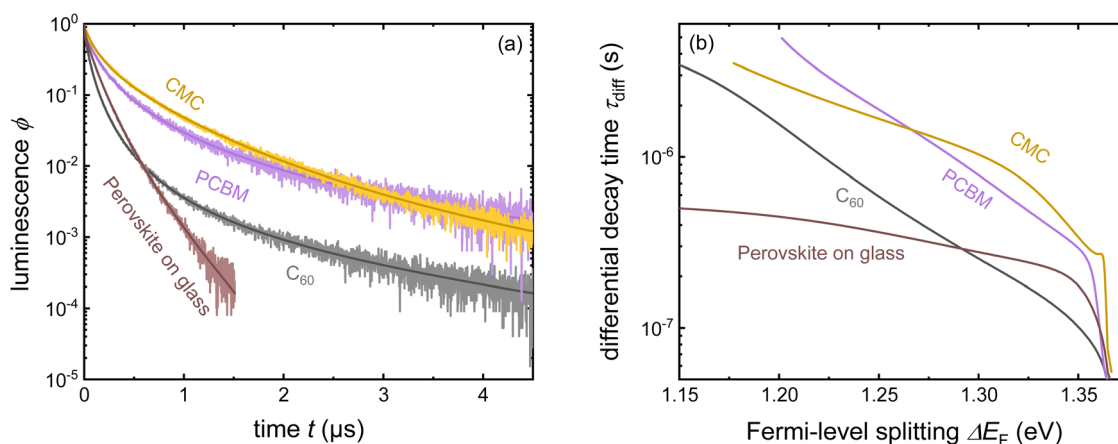 10⁰
10⁻¹
10⁻²
10⁻³
10⁻⁴
10⁻⁵
0
1
2
3
4
luminescence ϕ
time t (µs)
(a)
CMC
PCBM
Perovskite on glass
C₆₀
10⁻⁶
10⁻⁷
1.15
1.20
1.25
1.30
1.35
differential decay time τdiff (s)
Fermi-level splitting ΔEF (eV)
(b)
CMC
PCBM
C₆₀
Perovskite on glass